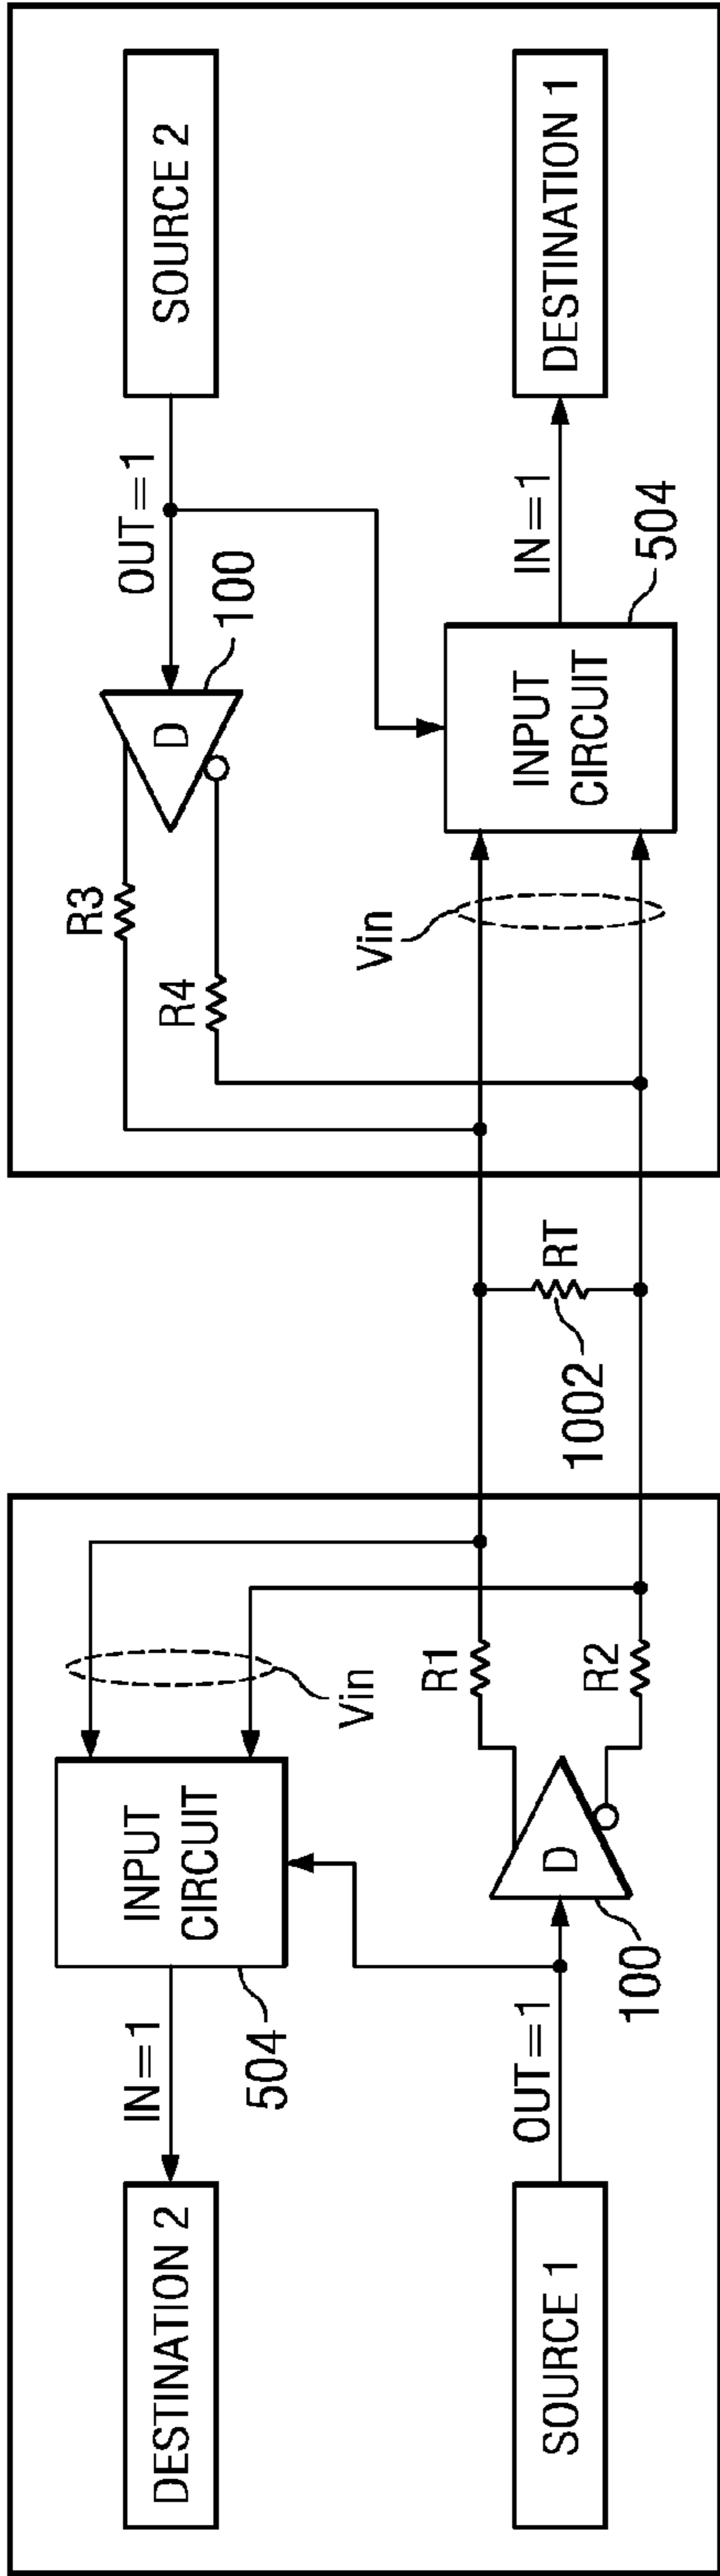 DESTINATION 2
IN=1
504
INPUT
CIRCUIT
Vin
SOURCE 1
OUT=1
D
100
R1
R2
1002
RT
R3
R4
D
100
OUT=1
SOURCE 2
Vin
INPUT
CIRCUIT
504
IN=1
DESTINATION 1